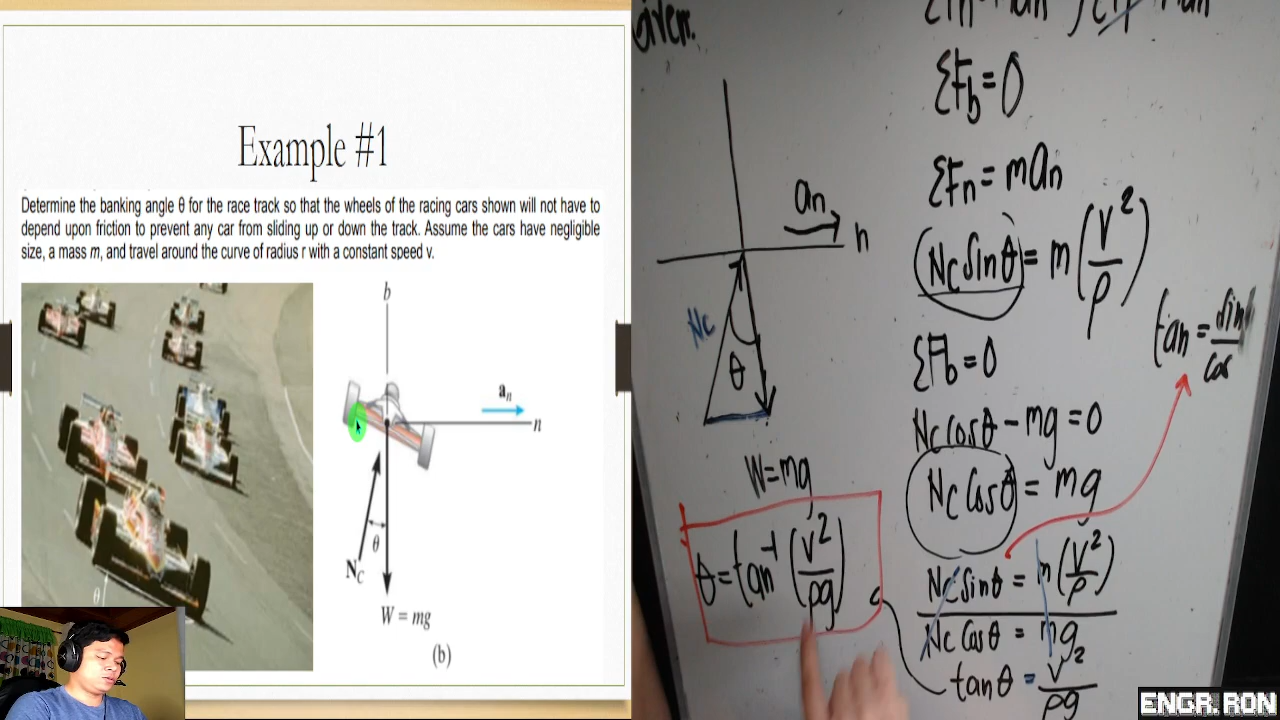 Example #1
Determine the banking angle θ for the race track so that the wheels of the racing cars shown will not have to
depend upon friction to prevent any car from sliding up or down the track. Assume the cars have negligible
size, a mass m, and travel around the curve of radius r with a constant speed v.
b
aₙ
n
θ
N_C
W = mg
(b)
θ
Given:
aₙ
n
Nc
θ
W=mg
θ = tan⁻¹ (v²/ρg)
ΣF_b = 0
ΣFₙ = maₙ
Nc sinθ = m(v²/ρ)
ΣF_b = 0
Nc cosθ - mg = 0
Nc cosθ = mg
Nc sinθ = m(v²/ρ)
Nc cosθ = mg
tanθ = v²/ρg
tan = sin/cos
ENGR. RON